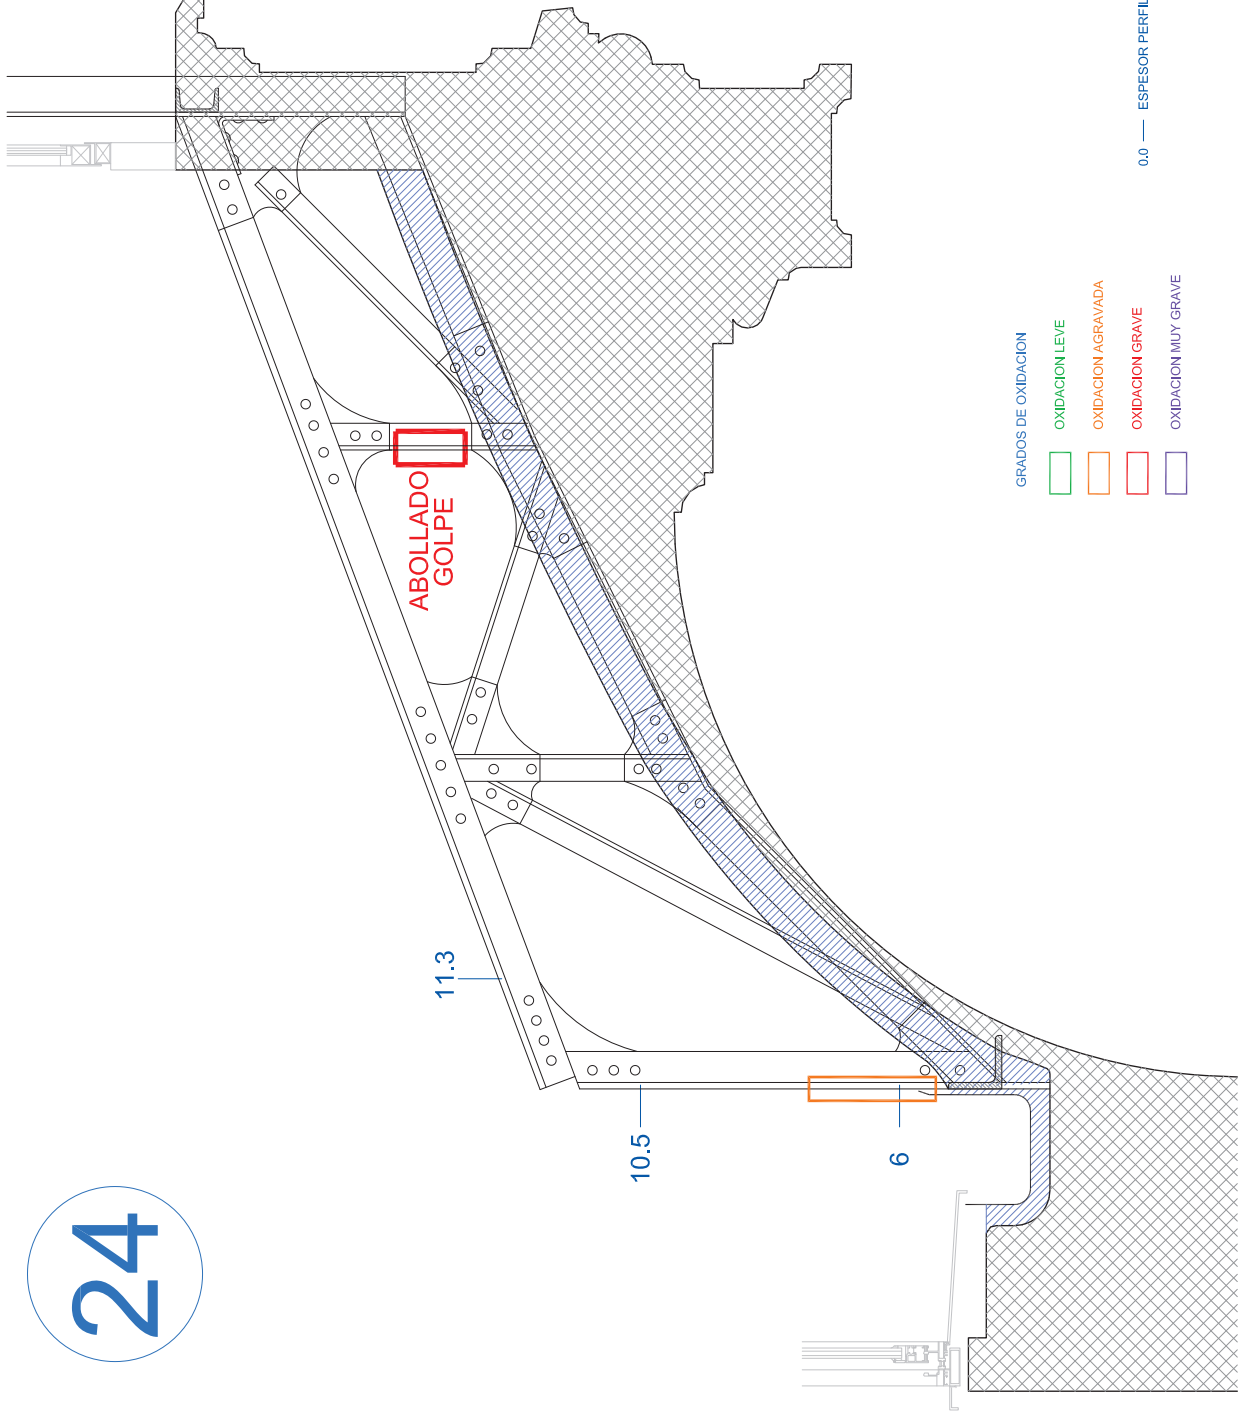 24
ABOLLADO
GOLPE
11.3
10.5
6
GRADOS DE OXIDACION
OXIDACION LEVE
OXIDACION AGRAVADA
OXIDACION GRAVE
OXIDACION MUY GRAVE
0.0 — ESPESOR PERFIL